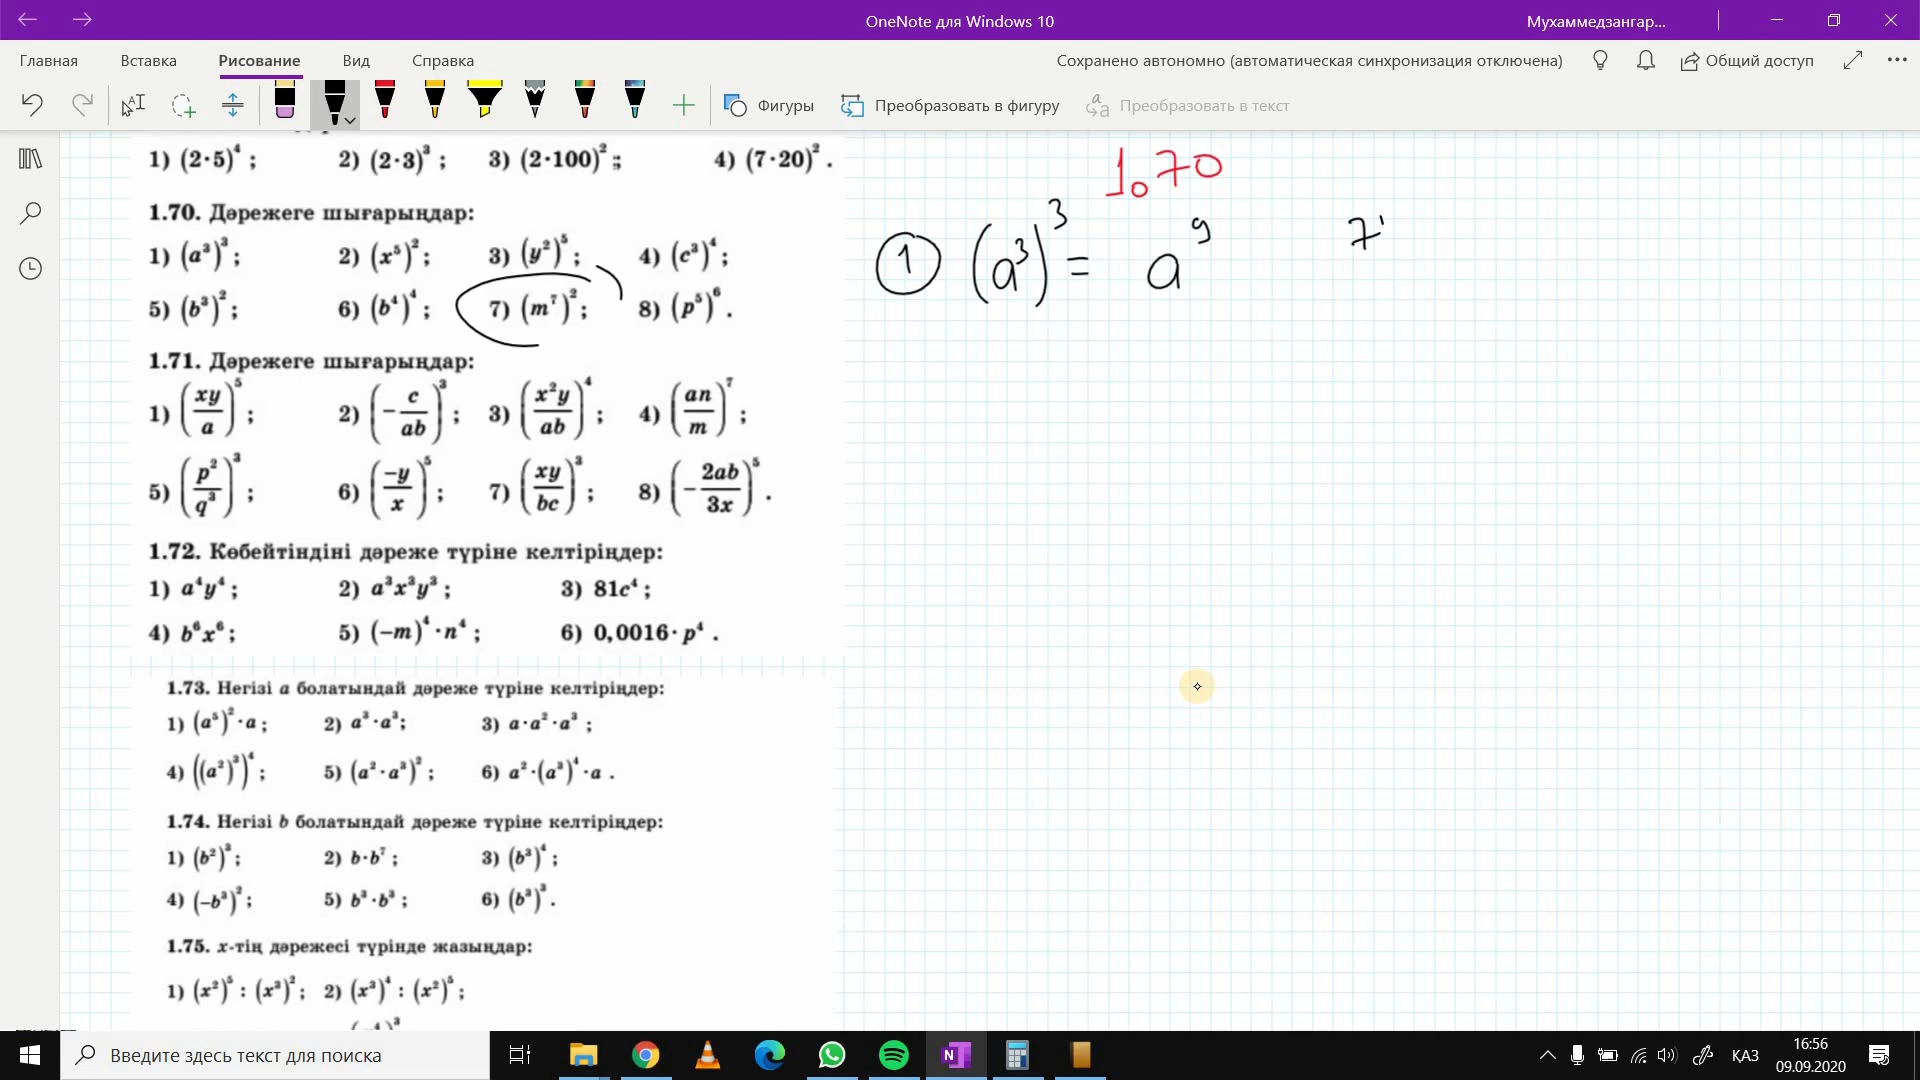 OneNote для Windows 10
Мухаммедзангар...
Главная Вставка Рисование Вид Справка
Сохранено автономно (автоматическая синхронизация отключена) Общий доступ
Фигуры Преобразовать в фигуру Преобразовать в текст
1) (2·5)⁴ ; 2) (2·3)³ ; 3) (2·100)² ; 4) (7·20)² .
1.70. Дәрежеге шығарыңдар:
1) (a³)³ ; 2) (x⁵)² ; 3) (y²)⁵ ; 4) (c³)⁴ ;
5) (b³)² ; 6) (b⁴)⁴ ; 7) (m⁷)² ; 8) (p⁵)⁶ .
1.71. Дәрежеге шығарыңдар:
1) (xy/a)⁵ ; 2) (−c/ab)³ ; 3) (x²y/ab)⁴ ; 4) (an/m)⁷ ;
5) (p²/q³)³ ; 6) (−y/x)⁵ ; 7) (xy/bc)³ ; 8) (−2ab/3x)⁵ .
1.72. Көбейтіндіні дәреже түріне келтіріңдер:
1) a⁴y⁴ ; 2) a³x³y³ ; 3) 81c⁴ ;
4) b⁶x⁶ ; 5) (−m)⁴·n⁴ ; 6) 0,0016·p⁴ .
1.73. Негізі a болатындай дәреже түріне келтіріңдер:
1) (a⁵)²·a ; 2) a³·a³ ; 3) a·a²·a³ ;
4) ((a²)³)⁴ ; 5) (a²·a³)² ; 6) a²·(a³)⁴·a .
1.74. Негізі b болатындай дәреже түріне келтіріңдер:
1) (b²)³ ; 2) b·b⁷ ; 3) (b³)⁴ ;
4) (−b³)² ; 5) b³·b³ ; 6) (b³)³ .
1.75. x-тің дәрежесі түрінде жазыңдар:
1) (x²)⁵ : (x³)² ; 2) (x³)⁴ : (x²)⁵ ;
1.70
1 (a³)³ = a⁹ 7
Введите здесь текст для поиска
ҚАЗ
16:56
09.09.2020